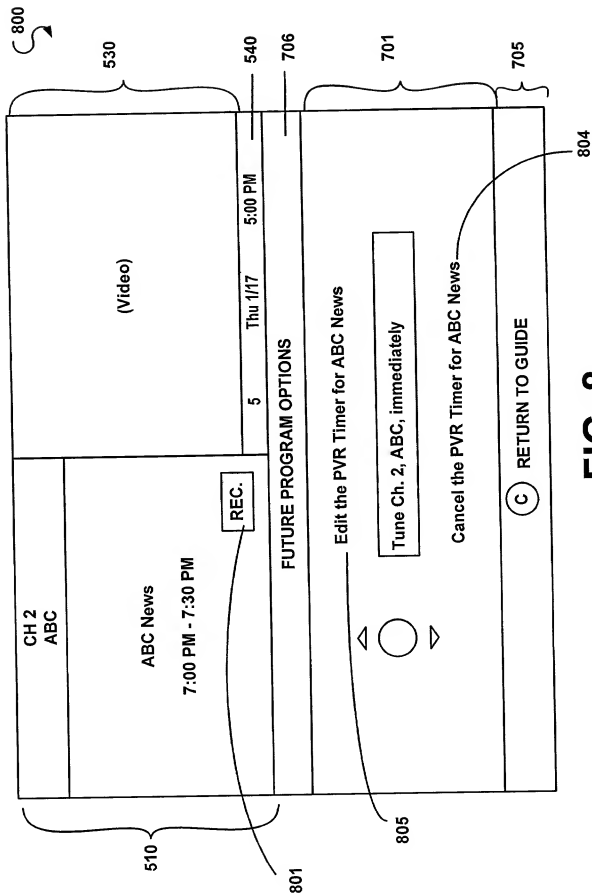 800
530
540
706
701
705
804
CH 2
ABC
ABC News
7:00 PM - 7:30 PM
REC.
(Video)
5 Thu 1/17 5:00 PM
FUTURE PROGRAM OPTIONS
Edit the PVR Timer for ABC News
Tune Ch. 2, ABC, immediately
Cancel the PVR Timer for ABC News
C RETURN TO GUIDE
510
801
805